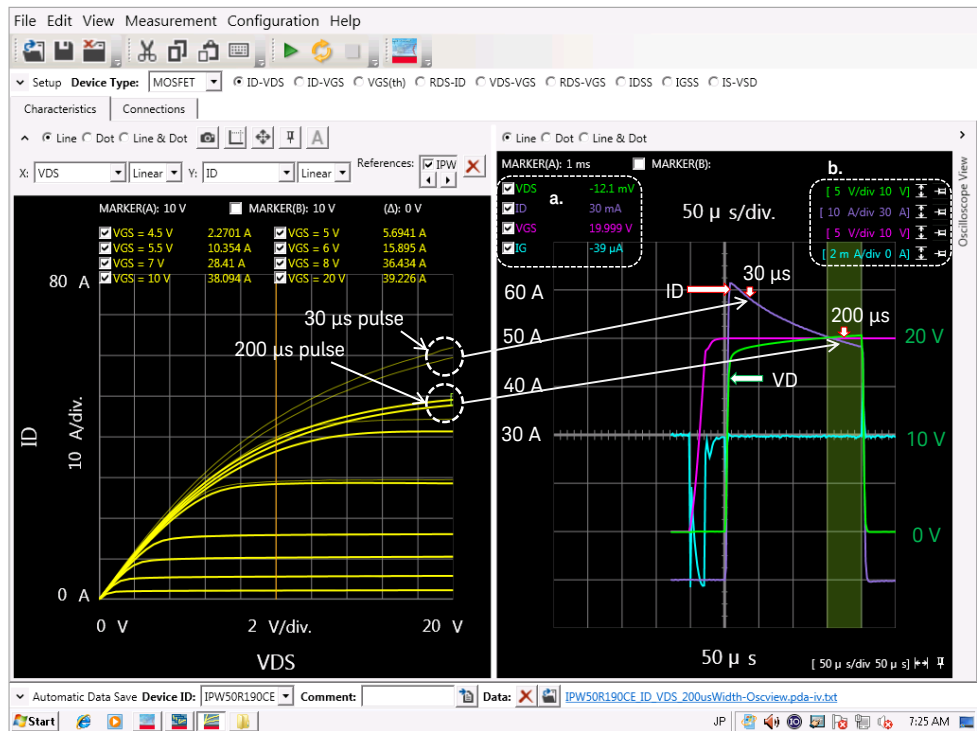 File Edit View Measurement Configuration Help
Setup Device Type: MOSFET ID-VDS ID-VGS VGS(th) RDS-ID VDS-VGS RDS-VGS IDSS IGSS IS-VSD
Characteristics Connections
Line Dot Line & Dot A
X: VDS Linear Y: ID Linear References: IPW
MARKER(A): 10 V MARKER(B): 10 V (Δ): 0 V
VGS = 4.5 V 2.2701 A VGS = 5 V 5.6941 A
VGS = 5.5 V 10.354 A VGS = 6 V 15.895 A
VGS = 7 V 28.41 A VGS = 8 V 36.434 A
VGS = 10 V 38.094 A VGS = 20 V 39.226 A
80 A
30 µs pulse
200 µs pulse
ID
10 A/div.
0 A
0 V 2 V/div. 20 V
VDS
Line Dot Line & Dot
MARKER(A): 1 ms MARKER(B):
a.
VDS -12.1 mV
ID 30 mA
VGS 19.999 V
IG -39 µA
b.
[ 5 V/div 10 V]
[ 10 A/div 30 A]
[ 5 V/div 10 V]
[ 2 m A/div 0 A]
Oscilloscope View
50 µ s/div.
60 A
ID
30 µs
200 µs
50 A
20 V
40 A
VD
30 A
10 V
0 V
50 µ s
[ 50 µ s/div 50 µ s]
Automatic Data Save Device ID: IPW50R190CE Comment: Data: IPW50R190CE_ID_VDS_200usWidth-Oscview.pda-iv.txt
Start JP 7:25 AM